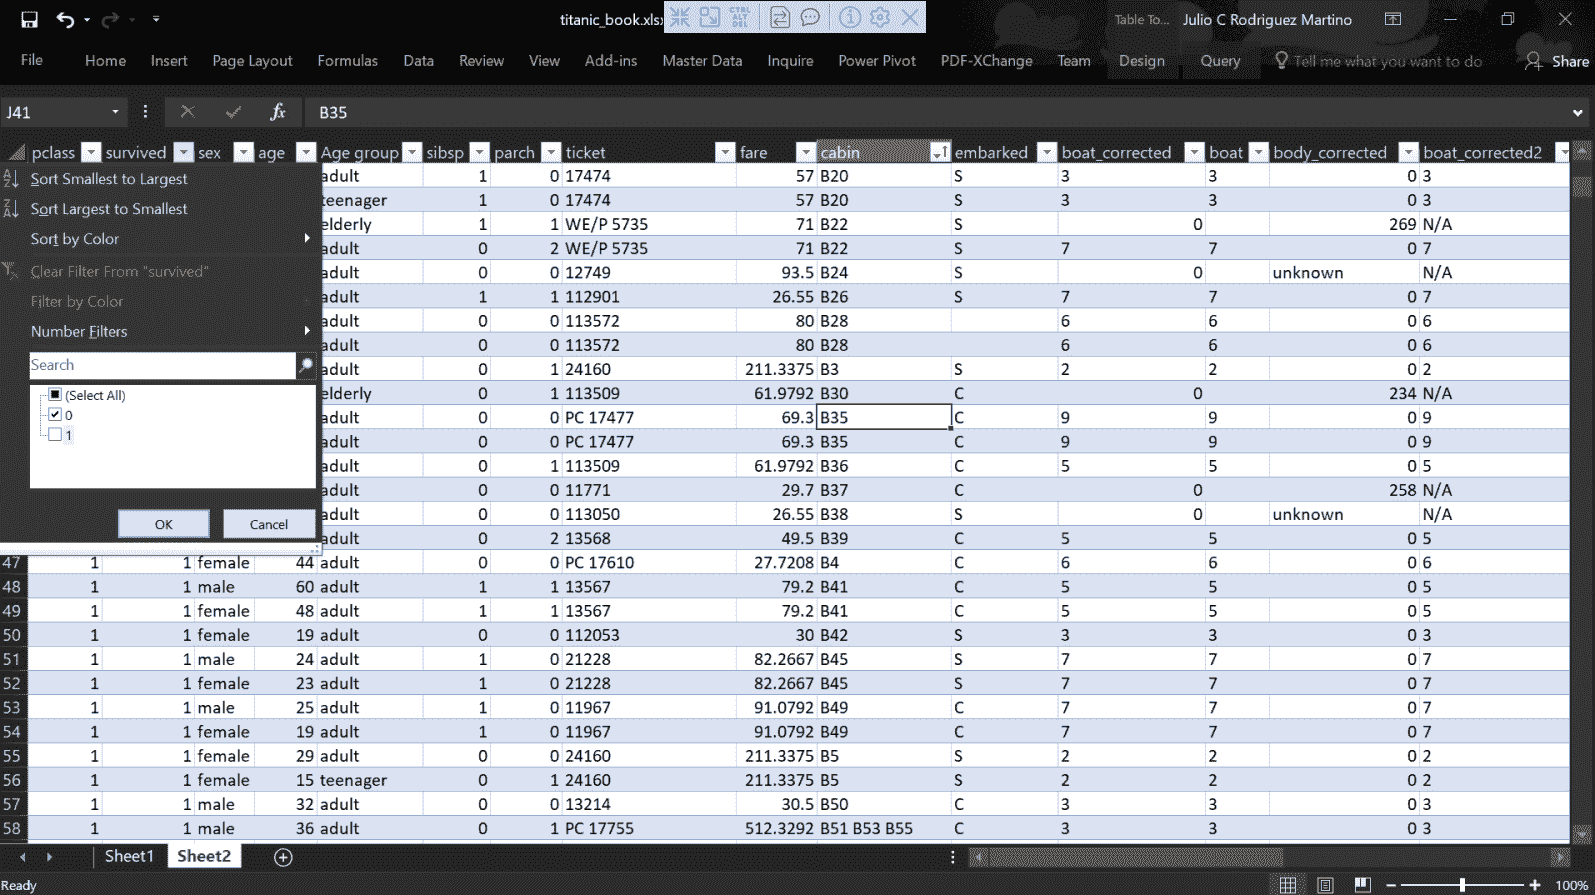 titanic_book.xlsx CTRL ALT DEL Table To... Julio C Rodriguez Martino
File Home Insert Page Layout Formulas Data Review View Add-ins Master Data Inquire Power Pivot PDF-XChange Team Design Query Tell me what you want to do Share
J41 fx B35
pclass survived sex age Age group sibsp parch ticket fare cabin embarked boat_corrected boat body_corrected boat_corrected2
Sort Smallest to Largest
Sort Largest to Smallest
Sort by Color
Clear Filter From "survived"
Filter by Color
Number Filters
Search
(Select All)
0
1
OK Cancel
adult 1 0 17474 57 B20 S 3 3 0 3
teenager 1 0 17474 57 B20 S 3 3 0 3
elderly 1 1 WE/P 5735 71 B22 S 0 269 N/A
adult 0 2 WE/P 5735 71 B22 S 7 7 0 7
adult 0 0 12749 93.5 B24 S 0 unknown N/A
adult 1 1 112901 26.55 B26 S 7 7 0 7
adult 0 0 113572 80 B28 6 6 0 6
adult 0 0 113572 80 B28 6 6 0 6
adult 0 1 24160 211.3375 B3 S 2 2 0 2
elderly 0 1 113509 61.9792 B30 C 0 234 N/A
adult 0 0 PC 17477 69.3 B35 C 9 9 0 9
adult 0 0 PC 17477 69.3 B35 C 9 9 0 9
adult 0 1 113509 61.9792 B36 C 5 5 0 5
adult 0 0 11771 29.7 B37 C 0 258 N/A
adult 0 0 113050 26.55 B38 S 0 unknown N/A
adult 0 2 13568 49.5 B39 C 5 5 0 5
47 1 1 female 44 adult 0 0 PC 17610 27.7208 B4 C 6 6 0 6
48 1 1 male 60 adult 1 1 13567 79.2 B41 C 5 5 0 5
49 1 1 female 48 adult 1 1 13567 79.2 B41 C 5 5 0 5
50 1 1 female 19 adult 0 0 112053 30 B42 S 3 3 0 3
51 1 1 male 24 adult 1 0 21228 82.2667 B45 S 7 7 0 7
52 1 1 female 23 adult 1 0 21228 82.2667 B45 S 7 7 0 7
53 1 1 male 25 adult 1 0 11967 91.0792 B49 C 7 7 0 7
54 1 1 female 19 adult 1 0 11967 91.0792 B49 C 7 7 0 7
55 1 1 female 29 adult 0 0 24160 211.3375 B5 S 2 2 0 2
56 1 1 female 15 teenager 0 1 24160 211.3375 B5 S 2 2 0 2
57 1 1 male 32 adult 0 0 13214 30.5 B50 C 3 3 0 3
58 1 1 male 36 adult 0 1 PC 17755 512.3292 B51 B53 B55 C 3 3 0 3
Sheet1 Sheet2
Ready 100%